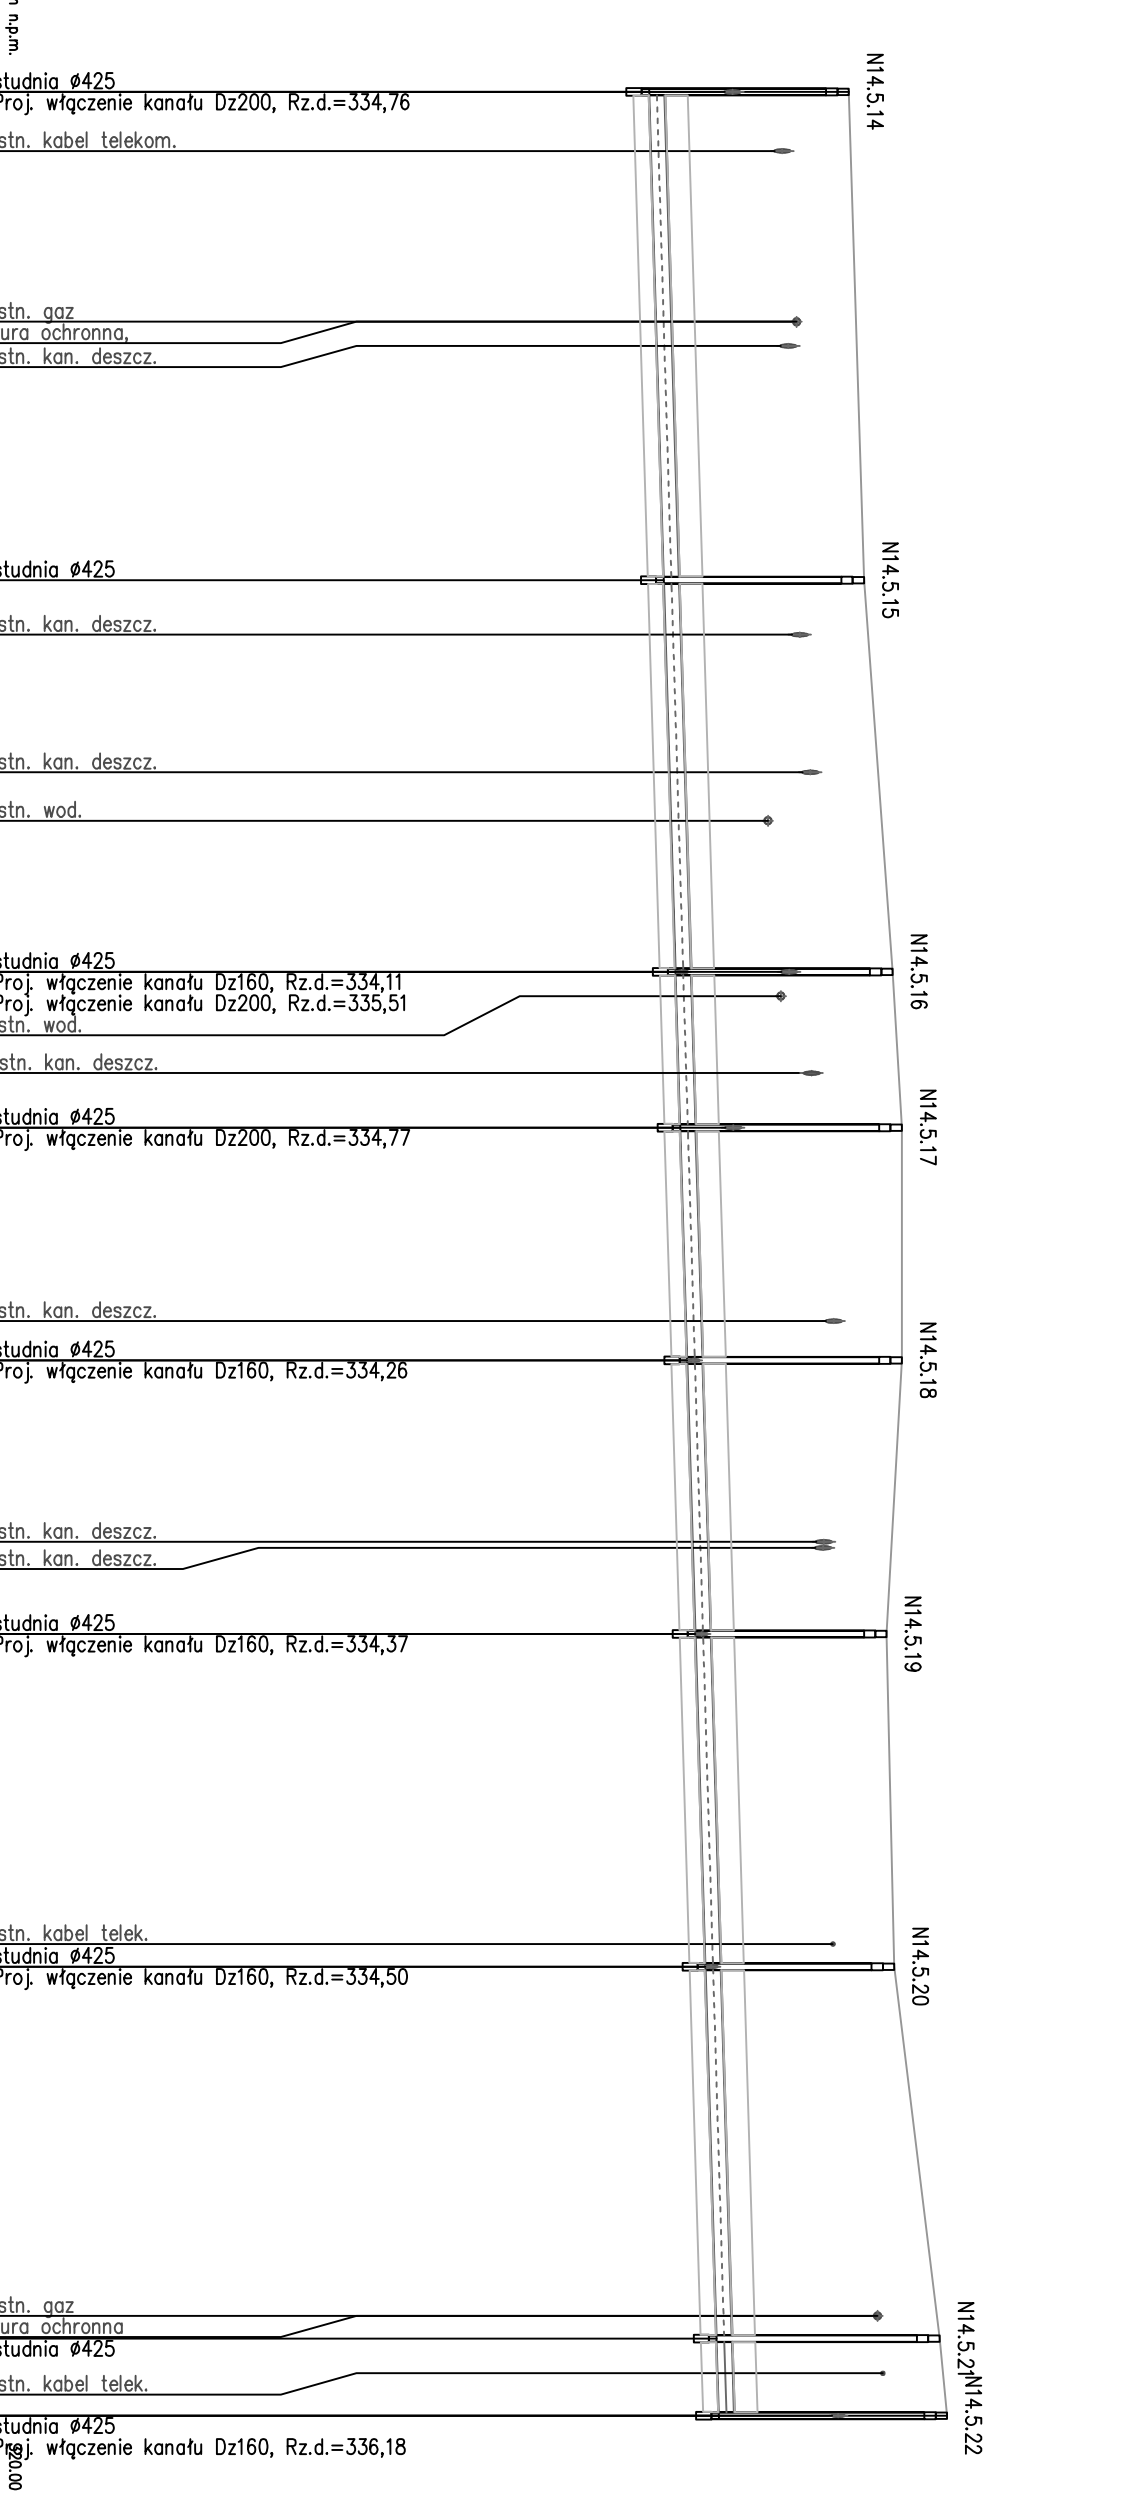 n n.p.m.
N14.5.14
studnia ø425
Proj. włączenie kanału Dz200, Rz.d.=334,76
stn. kabel telekom.
stn. gaz
ura ochronna,
stn. kan. deszcz.
N14.5.15
studnia ø425
stn. kan. deszcz.
stn. kan. deszcz.
stn. wod.
N14.5.16
studnia ø425
Proj. włączenie kanału Dz160, Rz.d.=334,11
Proj. włączenie kanału Dz200, Rz.d.=335,51
stn. wod.
stn. kan. deszcz.
N14.5.17
studnia ø425
Proj. włączenie kanału Dz200, Rz.d.=334,77
stn. kan. deszcz.
N14.5.18
studnia ø425
Proj. włączenie kanału Dz160, Rz.d.=334,26
stn. kan. deszcz.
stn. kan. deszcz.
N14.5.19
studnia ø425
Proj. włączenie kanału Dz160, Rz.d.=334,37
stn. kabel telek.
N14.5.20
studnia ø425
Proj. włączenie kanału Dz160, Rz.d.=334,50
stn. gaz
ura ochronna
N14.5.21
studnia ø425
stn. kabel telek.
N14.5.22
studnia ø425
Proj. włączenie kanału Dz160, Rz.d.=336,18